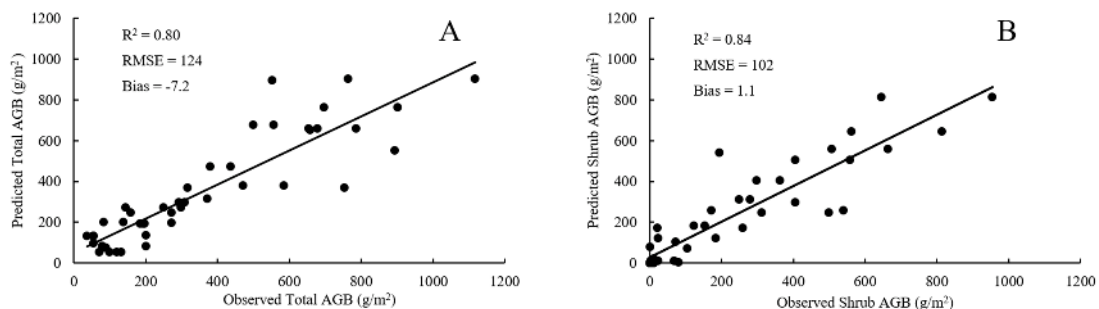 A
R² = 0.80
RMSE = 124
Bias = -7.2
Predicted Total AGB (g/m²)
1200
1000
800
600
400
200
0
0 200 400 600 800 1000 1200
Observed Total AGB (g/m²)
B
R² = 0.84
RMSE = 102
Bias = 1.1
Predicted Shrub AGB (g/m²)
1200
1000
800
600
400
200
0
0 200 400 600 800 1000 1200
Observed Shrub AGB (g/m²)